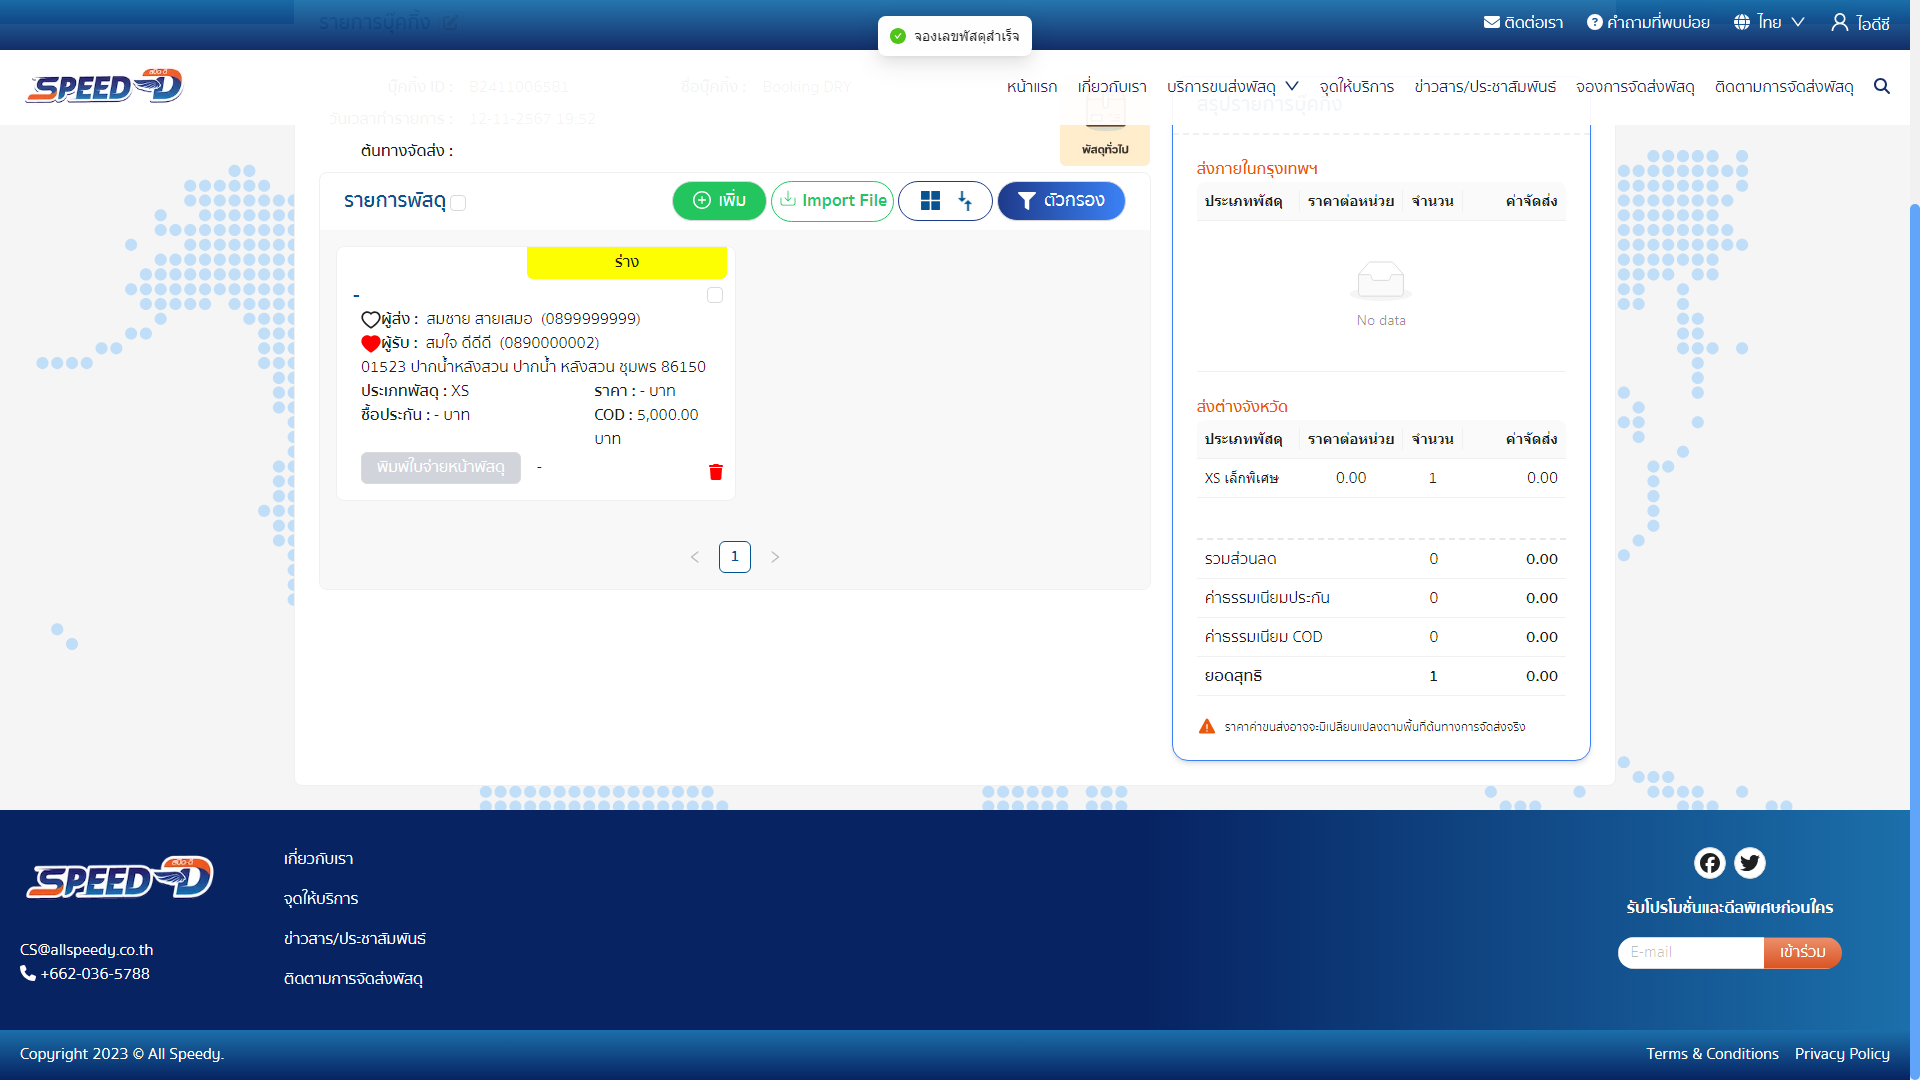 รายการบุ๊คกิ้ง
ติดต่อเรา
คำถามที่พบบ่อย
ไทย
ไอดีซี
จองเลขพัสดุสำเร็จ
SPEED-D
สปีด-ดี
บุ๊คกิ้ง ID : B2411006581
ชื่อบุ๊คกิ้ง : Booking DRY
หน้าแรก
เกี่ยวกับเรา
บริการขนส่งพัสดุ
จุดให้บริการ
ข่าวสาร/ประชาสัมพันธ์
จองการจัดส่งพัสดุ
ติดตามการจัดส่งพัสดุ
วันเวลาทำรายการ : 12-11-2567 19:52
สรุปรายการบุ๊คกิ้ง
ต้นทางจัดส่ง :
พัสดุทั่วไป
รายการพัสดุ
เพิ่ม
Import File
ตัวกรอง
ร่าง
-
ผู้ส่ง : สมชาย สายเสมอ (0899999999)
ผู้รับ : สมใจ ดีดีดี (0890000002)
01523 ปากน้ำหลังสวน ปากน้ำ หลังสวน ชุมพร 86150
ประเภทพัสดุ : XS ราคา : - บาท
ซื้อประกัน : - บาท COD : 5,000.00
บาท
พิมพ์ใบจ่ายหน้าพัสดุ -
1
ส่งภายในกรุงเทพฯ
ประเภทพัสดุ ราคาต่อหน่วย จำนวน ค่าจัดส่ง
No data
ส่งต่างจังหวัด
ประเภทพัสดุ ราคาต่อหน่วย จำนวน ค่าจัดส่ง
XS เล็กพิเศษ 0.00 1 0.00
รวมส่วนลด 0 0.00
ค่าธรรมเนียมประกัน 0 0.00
ค่าธรรมเนียม COD 0 0.00
ยอดสุทธิ 1 0.00
ราคาค่าขนส่งอาจจะมีเปลี่ยนแปลงตามพื้นที่ต้นทางการจัดส่งจริง
SPEED-D
สปีด-ดี
CS@allspeedy.co.th
+662-036-5788
เกี่ยวกับเรา
จุดให้บริการ
ข่าวสาร/ประชาสัมพันธ์
ติดตามการจัดส่งพัสดุ
รับโปรโมชั่นและดีลพิเศษก่อนใคร
E-mail เข้าร่วม
Copyright 2023 © All Speedy.
Terms & Conditions Privacy Policy